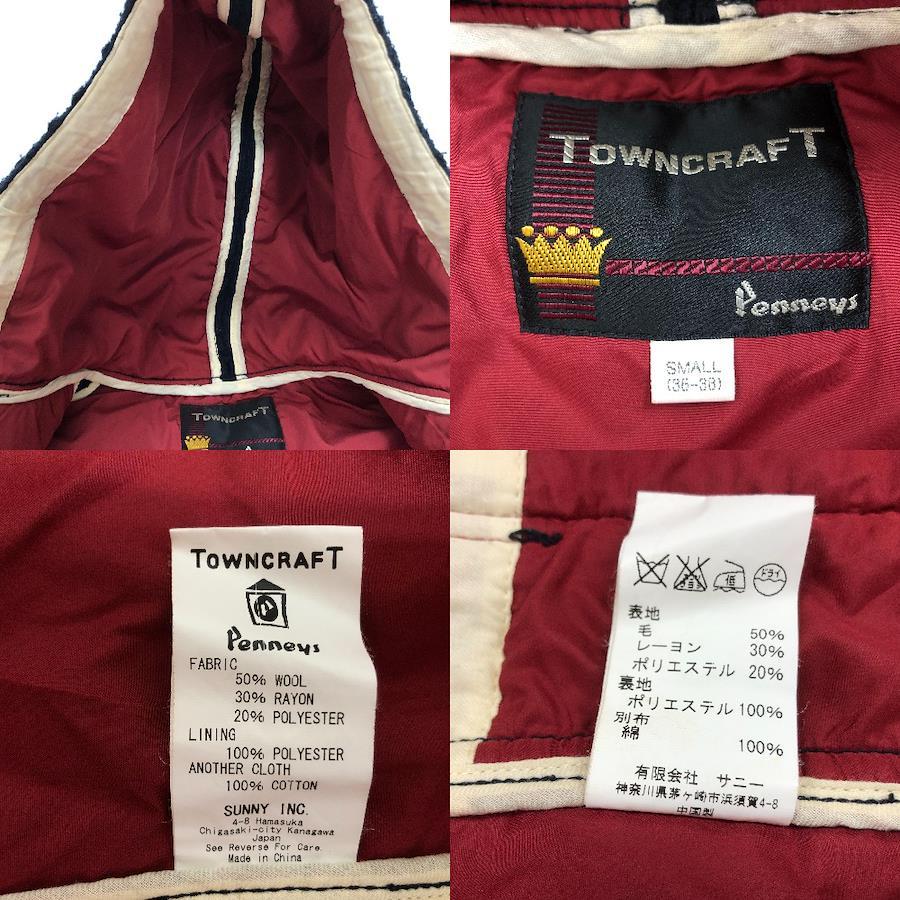 TOWNCRAFT
TOWNCRAFT
Penneys
SMALL
(36-38)
TOWNCRAFT
Penneys
FABRIC
50% WOOL
30% RAYON
20% POLYESTER
LINING
100% POLYESTER
ANOTHER CLOTH
100% COTTON
SUNNY INC.
4-8 Hamasuka
Chigasaki-city Kanagawa
Japan
See Reverse For Care.
Made in China
低 ドライ
表地
毛 50%
レーヨン 30%
ポリエステル 20%
裏地
ポリエステル 100%
別布
綿 100%
有限会社 サニー
神奈川県茅ヶ崎市浜須賀4-8
中国製